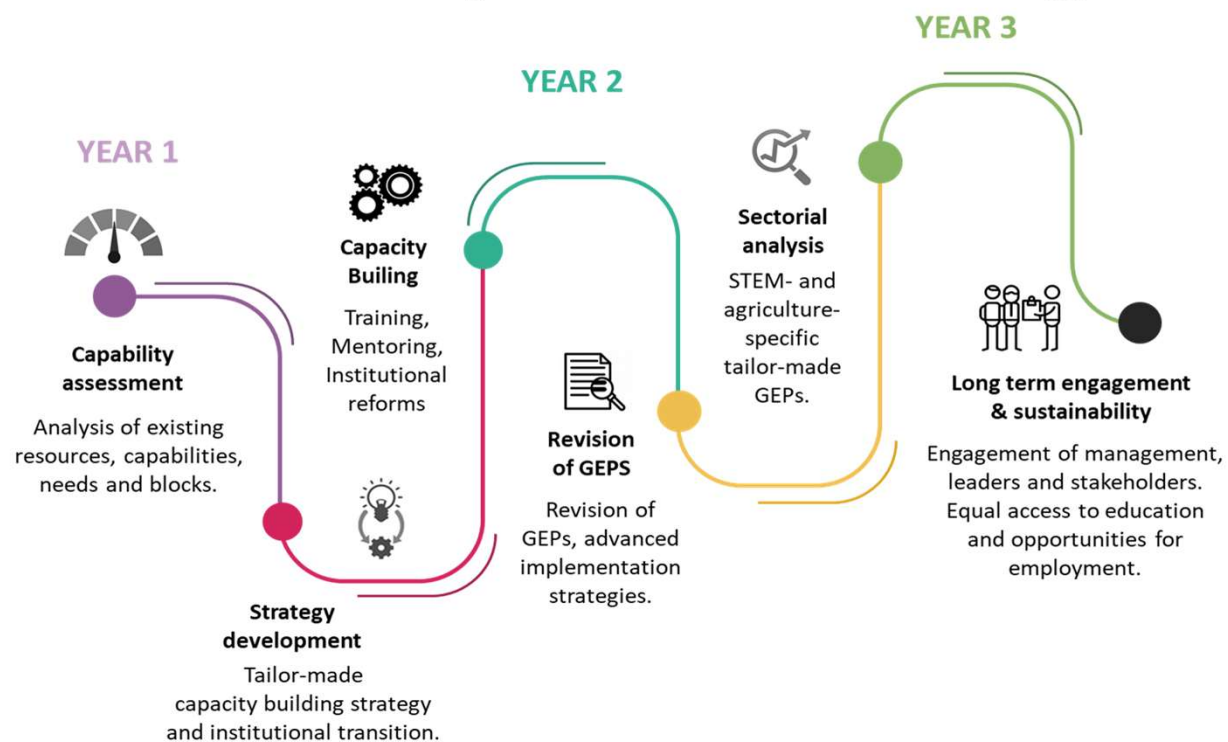 YEAR 1
Capability
assessment
Analysis of existing
resources, capabilities,
needs and blocks.
Strategy
development
Tailor-made
capacity building strategy
and institutional transition.
Capacity
Builing
Training,
Mentoring,
Institutional
reforms
YEAR 2
Revision
of GEPS
Revision of
GEPs, advanced
implementation
strategies.
Sectorial
analysis
STEM- and
agriculture-
specific
tailor-made
GEPs.
YEAR 3
Long term engagement
& sustainability
Engagement of management,
leaders and stakeholders.
Equal access to education
and opportunities for
employment.